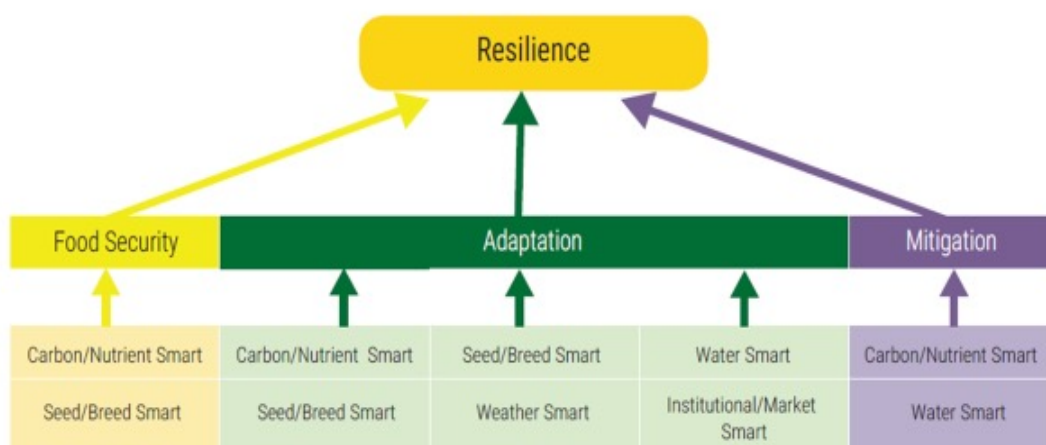 Resilience
Food Security
Adaptation
Mitigation
Carbon/Nutrient Smart
Carbon/Nutrient Smart
Seed/Breed Smart
Water Smart
Carbon/Nutrient Smart
Seed/Breed Smart
Seed/Breed Smart
Weather Smart
Institutional/Market
Smart
Water Smart